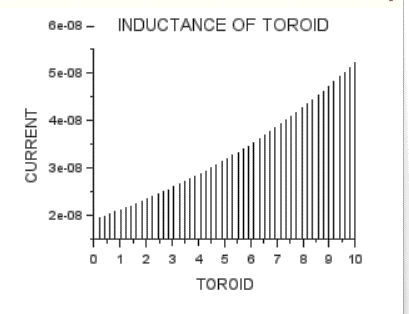 INDUCTANCE OF TOROID
6e-08
5e-08
4e-08
3e-08
2e-08
CURRENT
0 1 2 3 4 5 6 7 8 9 10
TOROID